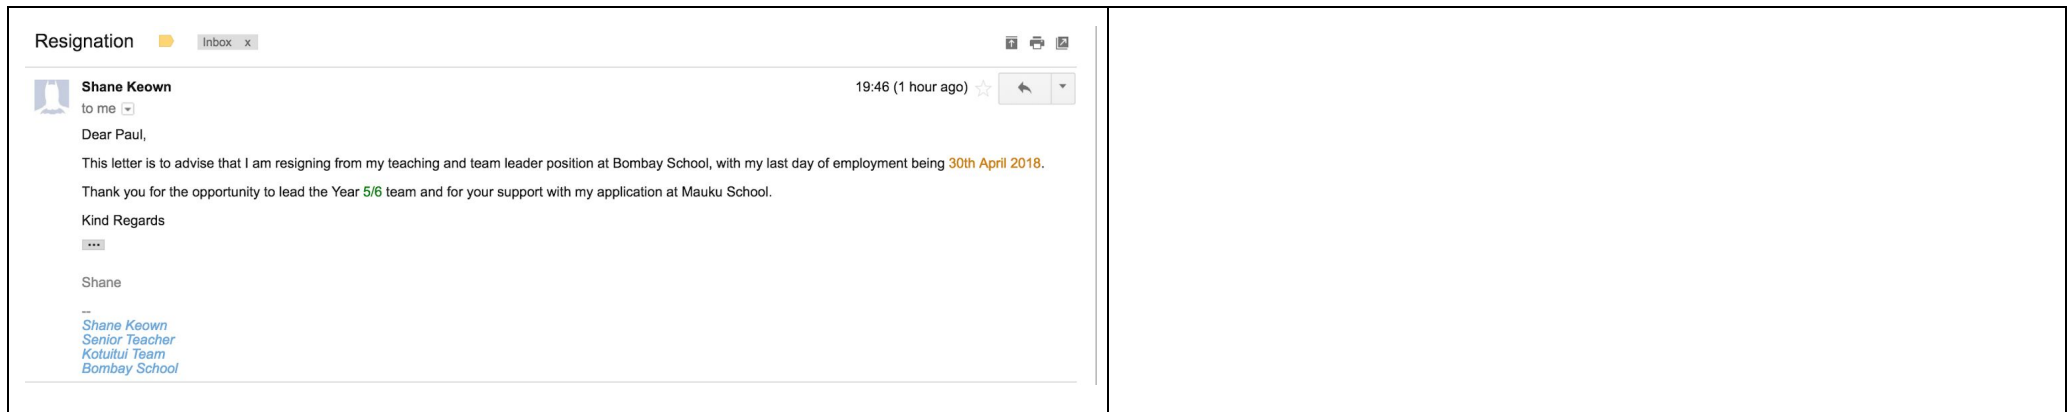 Resignation Inbox x
Shane Keown 19:46 (1 hour ago)
to me
Dear Paul,
This letter is to advise that I am resigning from my teaching and team leader position at Bombay School, with my last day of employment being 30th April 2018.
Thank you for the opportunity to lead the Year 5/6 team and for your support with my application at Mauku School.
Kind Regards
...
Shane
--
Shane Keown
Senior Teacher
Kotuitui Team
Bombay School